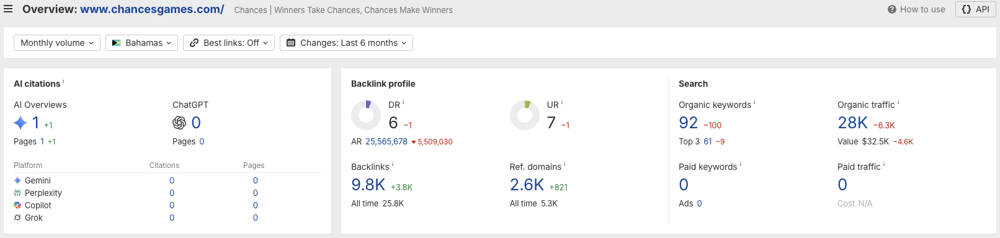 Overview: www.chancesgames.com/ Chances | Winners Take Chances, Chances Make Winners
How to use
API
Monthly volume
Bahamas
Best links: Off
Changes: Last 6 months
AI citations i
AI Overviews
1 +1
Pages 1 +1
ChatGPT
0
Pages 0
Platform Citations Pages
Gemini 0 0
Perplexity 0 0
Copilot 0 0
Grok 0 0
Backlink profile
DR i
6 −1
AR 25,565,678 5,509,030
UR i
7 −1
Backlinks i
9.8K +3.8K
All time 25.8K
Ref. domains i
2.6K +821
All time 5.3K
Search
Organic keywords i
92 −100
Top 3 61 −9
Organic traffic i
28K −6.3K
Value $32.5K −4.6K
Paid keywords i
0
Ads 0
Paid traffic i
0
Cost N/A